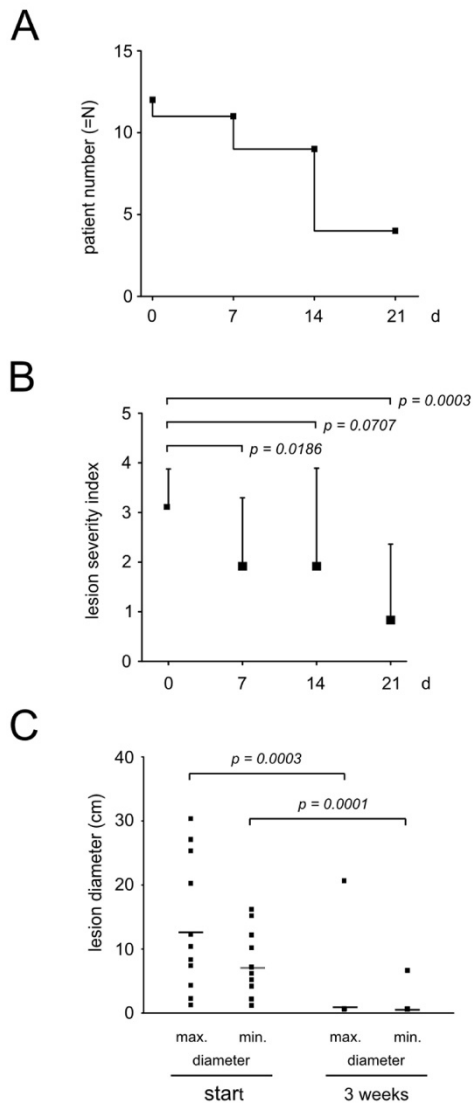 A
15
10
5
0
patient number (=N)
0 7 14 21 d
B
p = 0.0003
p = 0.0707
p = 0.0186
5
4
3
2
1
0
lesion severity index
0 7 14 21 d
C
40
30
20
10
0
lesion diameter (cm)
p = 0.0003
p = 0.0001
max. min. max. min.
diameter diameter
start 3 weeks